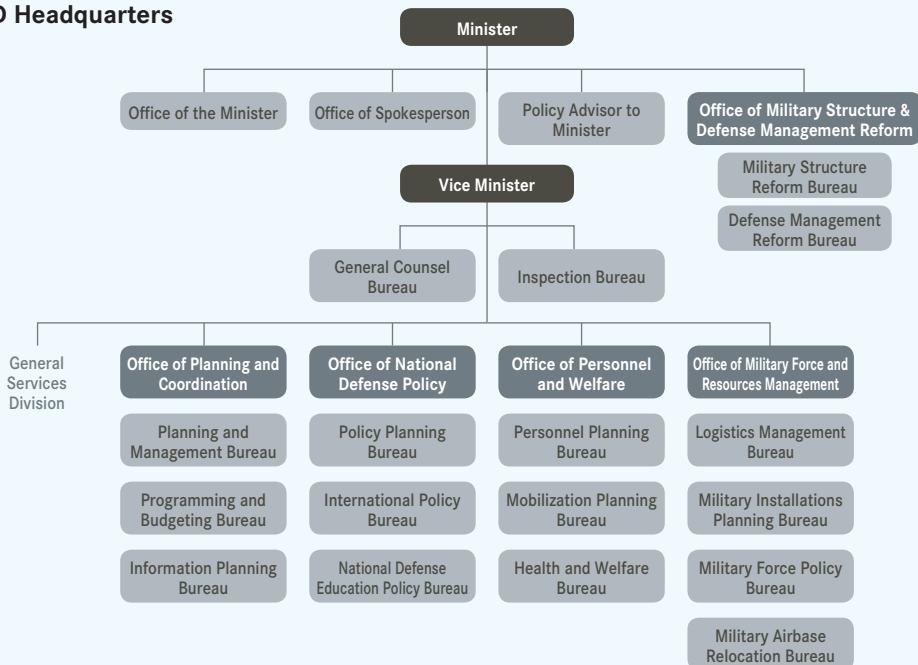 Headquarters
Minister
Office of the Minister
Office of Spokesperson
Policy Advisor to
Minister
Office of Military Structure &
Defense Management Reform
Military Structure
Reform Bureau
Defense Management
Reform Bureau
Vice Minister
General Counsel
Bureau
Inspection Bureau
General
Services
Division
Office of Planning and
Coordination
Planning and
Management Bureau
Programming and
Budgeting Bureau
Information Planning
Bureau
Office of National
Defense Policy
Policy Planning
Bureau
International Policy
Bureau
National Defense
Education Policy Bureau
Office of Personnel
and Welfare
Personnel Planning
Bureau
Mobilization Planning
Bureau
Health and Welfare
Bureau
Office of Military Force and
Resources Management
Logistics Management
Bureau
Military Installations
Planning Bureau
Military Force Policy
Bureau
Military Airbase
Relocation Bureau